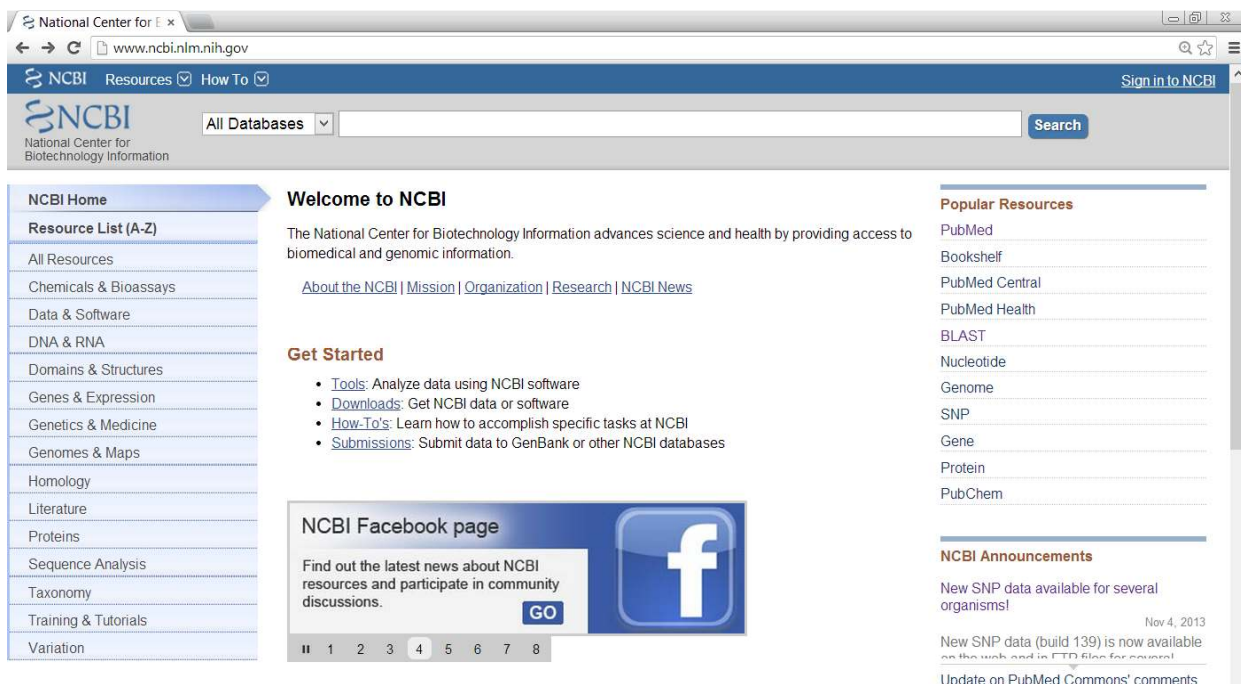 National Center for
www.ncbi.nlm.nih.gov
NCBI Resources How To Sign in to NCBI
NCBI
National Center for
Biotechnology Information
All Databases
Search
NCBI Home
Resource List (A-Z)
All Resources
Chemicals & Bioassays
Data & Software
DNA & RNA
Domains & Structures
Genes & Expression
Genetics & Medicine
Genomes & Maps
Homology
Literature
Proteins
Sequence Analysis
Taxonomy
Training & Tutorials
Variation
Welcome to NCBI
The National Center for Biotechnology Information advances science and health by providing access to
biomedical and genomic information.
About the NCBI | Mission | Organization | Research | NCBI News
Get Started
• Tools: Analyze data using NCBI software
• Downloads: Get NCBI data or software
• How-To's: Learn how to accomplish specific tasks at NCBI
• Submissions: Submit data to GenBank or other NCBI databases
NCBI Facebook page
Find out the latest news about NCBI
resources and participate in community
discussions.
GO
f
1 2 3 4 5 6 7 8
Popular Resources
PubMed
Bookshelf
PubMed Central
PubMed Health
BLAST
Nucleotide
Genome
SNP
Gene
Protein
PubChem
NCBI Announcements
New SNP data available for several
organisms!
Nov 4, 2013
New SNP data (build 139) is now available
on the web and in FTP files for several
Update on PubMed Commons' comments